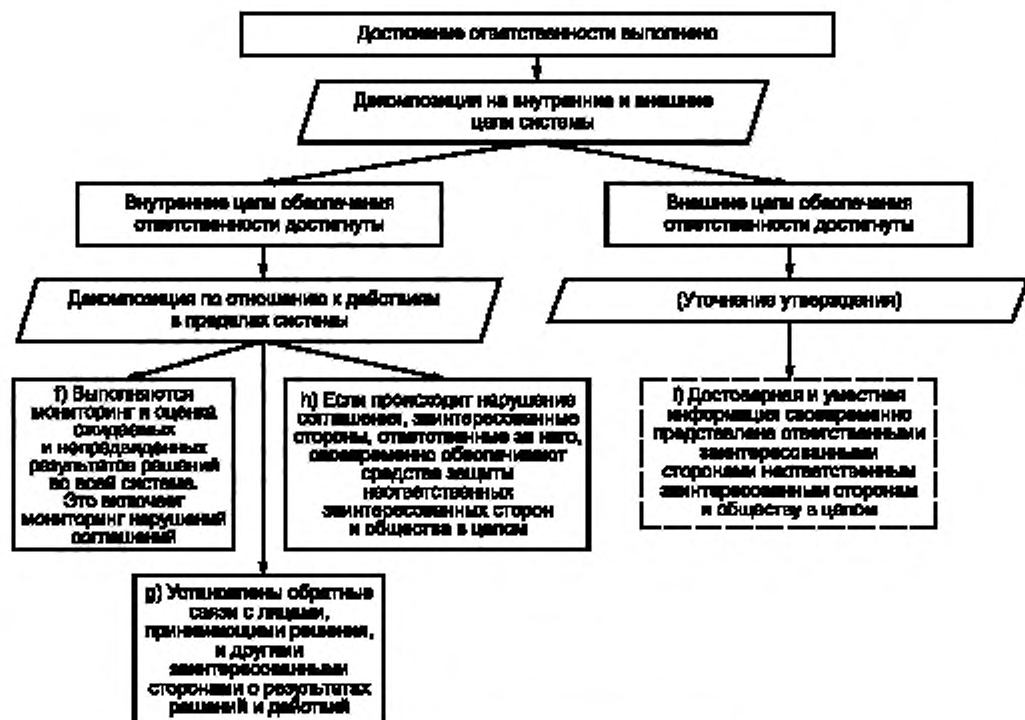 Достижение ответственности выполнено
Декомпозиция на внутренние и внешние
цели системы
Внутренние цели обеспечения
ответственности достигнуты
Внешние цели обеспечения
ответственности достигнуты
Декомпозиция по отношению к действиям
в пределах системы
(Уточнение утверждения)
f) Выполняются
мониторинг и оценка
ожидаемых
и непредвиденных
результатов решений
во всей системе.
Это включает
мониторинг нарушений
соглашений
h) Если происходит нарушение
соглашения, заинтересованные
стороны, ответственные за него,
своевременно обеспечивают
средства защиты
неответственных
заинтересованных сторон
и общества в целом
i) Достоверная и уместная
информация своевременно
представлена ответственными
заинтересованными
сторонами неответственным
заинтересованным сторонам
и обществу в целом
g) Установлены обратные
связи с лицами,
принимающими решения,
и другими
заинтересованными
сторонами о результатах
решений и действий